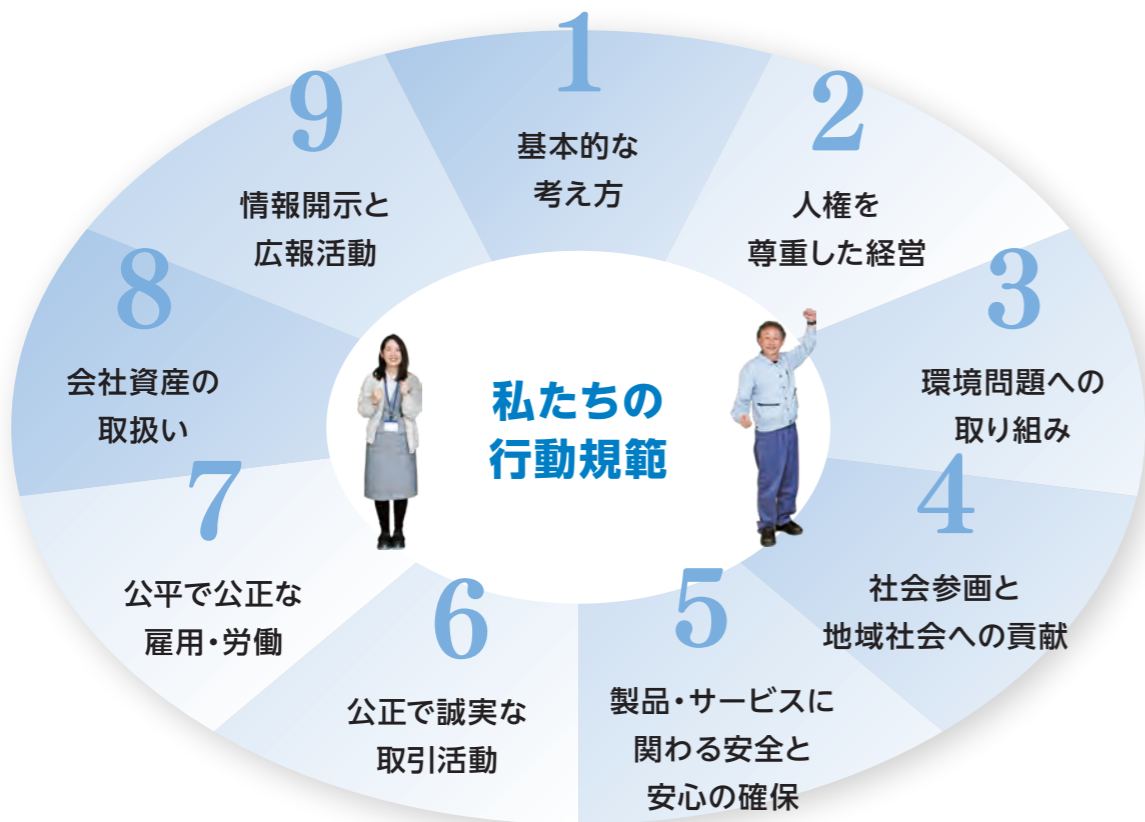 私たちの
行動規範
1
基本的な
考え方
2
人権を
尊重した経営
3
環境問題への
取り組み
4
社会参画と
地域社会への貢献
5
製品・サービスに
関わる安全と
安心の確保
6
公正で誠実な
取引活動
7
公平で公正な
雇用・労働
8
会社資産の
取扱い
9
情報開示と
広報活動